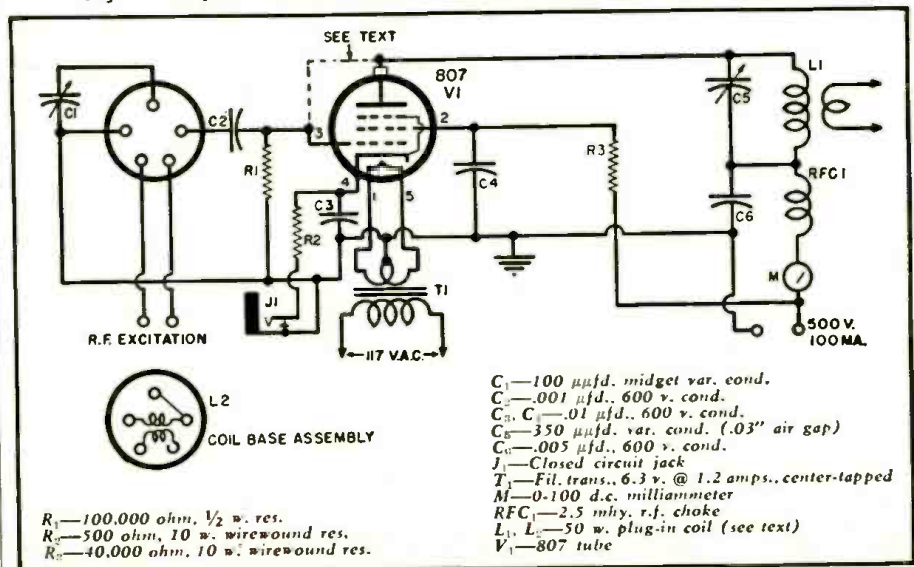 SEE TEXT
807
V1
L1
C1
C2
C5
3
2
R1
R3
RFC1
4
1
5
C4
C3
C6
R2
M
J1
V
T1
R.F. EXCITATION
117 V.A.C.
500 V.
100 MA.
L2
COIL BASE ASSEMBLY
C1—100 µµfd. midget var. cond.
C2—.001 µfd., 600 v. cond.
C3, C4—.01 µfd., 600 v. cond.
C5—350 µµfd. var. cond. (.03" air gap)
C6—.005 µfd., 600 v. cond.
J1—Closed circuit jack
T1—Fil. trans., 6.3 v. @ 1.2 amps., center-tapped
M—0-100 d.c. milliammeter
RFC1—2.5 mhy. r.f. choke
L1, L2—50 w. plug-in coil (see text)
V1—807 tube
R1—100,000 ohm, ½ w. res.
R2—500 ohm, 10 w. wirewound res.
R3—40,000 ohm, 10 w. wirewound res.